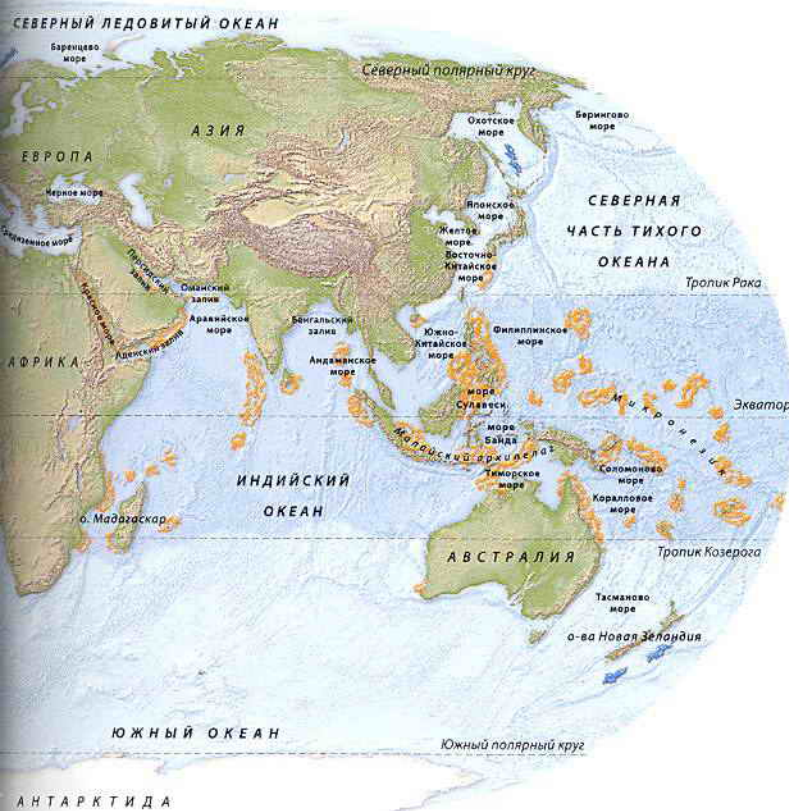 СЕВЕРНЫЙ ЛЕДОВИТЫЙ ОКЕАН
Баренцево
море
Северный полярный круг
Охотское
море
Берингово
море
АЗИЯ
ЕВРОПА
Черное море
Средиземное море
Японское
море
СЕВЕРНАЯ
ЧАСТЬ ТИХОГО
ОКЕАНА
Желтое
море
Восточно-
Китайское
море
Персидский
залив
Оманский
залив
Тропик Рака
Красное море
Аравийское
море
Бенгальский
залив
Южно-
Китайское
море
Филиппинское
море
Аденский залив
АФРИКА
Андаманское
море
море
Сулавеси
Микронезия
Экватор
море
Банда
Малайский архипелаг
Тиморское
море
Соломоново
море
ИНДИЙСКИЙ
ОКЕАН
Коралловое
море
о. Мадагаскар
АВСТРАЛИЯ
Тропик Козерога
Тасманово
море
о-ва Новая Зеландия
ЮЖНЫЙ ОКЕАН
Южный полярный круг
АНТАРКТИДА